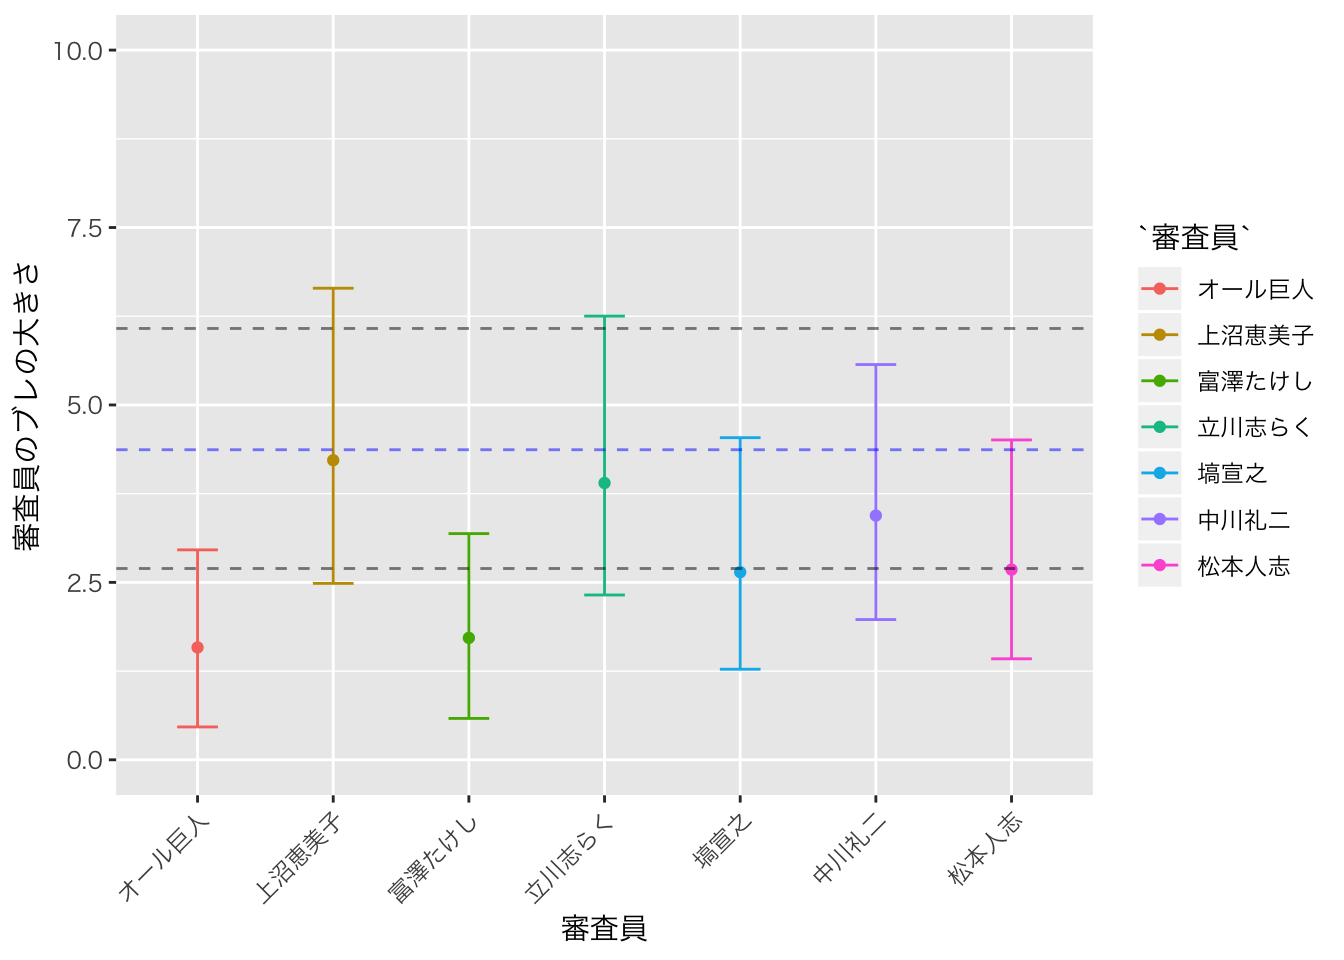 審査員のブレの大きさ
10.0
7.5
5.0
2.5
0.0
オール巨人
上沼恵美子
富澤たけし
立川志らく
塙宣之
中川礼二
松本人志
審査員
`審査員`
オール巨人
上沼恵美子
富澤たけし
立川志らく
塙宣之
中川礼二
松本人志